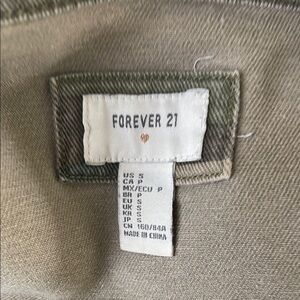 FOREVER 21
US S
CA P
MX/ECU P
BR P
EU S
UK S
KR S
JP S
CN 160/84A
MADE IN CHINA